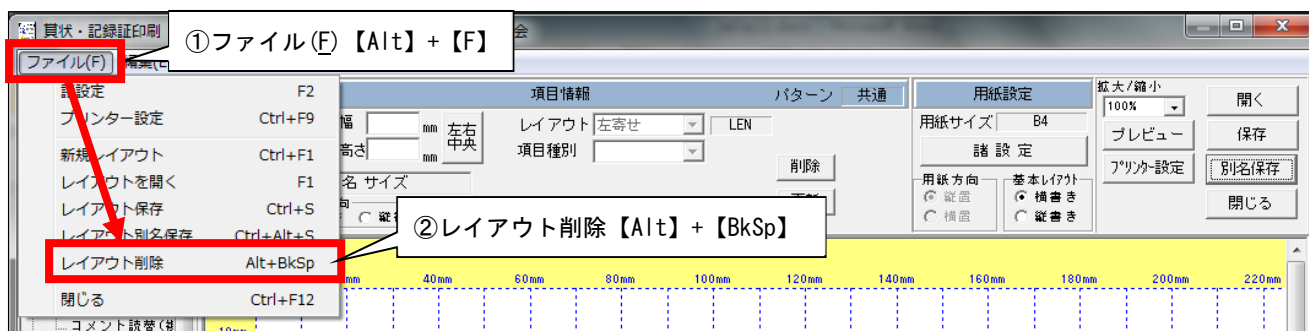 賞状・記録証印刷
会
①ファイル(F)【Alt】+【F】
ファイル(F)
諸設定 F2
プリンター設定 Ctrl+F9
新規レイアウト Ctrl+F1
レイアウトを開く F1
レイアウト保存 Ctrl+S
レイアウト別名保存 Ctrl+Alt+S
レイアウト削除 Alt+BkSp
閉じる Ctrl+F12
②レイアウト削除【Alt】+【BkSp】
項目情報
パターン 共通
幅 mm
高さ mm
左右
中央
レイアウト 左寄せ LEN
項目種別
削除
名 サイズ
用紙設定
用紙サイズ B4
諸 設 定
用紙方向
縦置
横置
基本レイアウト
横書き
縦書き
拡大/縮小
100%
プレビュー
プリンター設定
開く
保存
別名保存
閉じる
mm 40mm 60mm 80mm 100mm 120mm 140mm 160mm 180mm 200mm 220mm
10mm